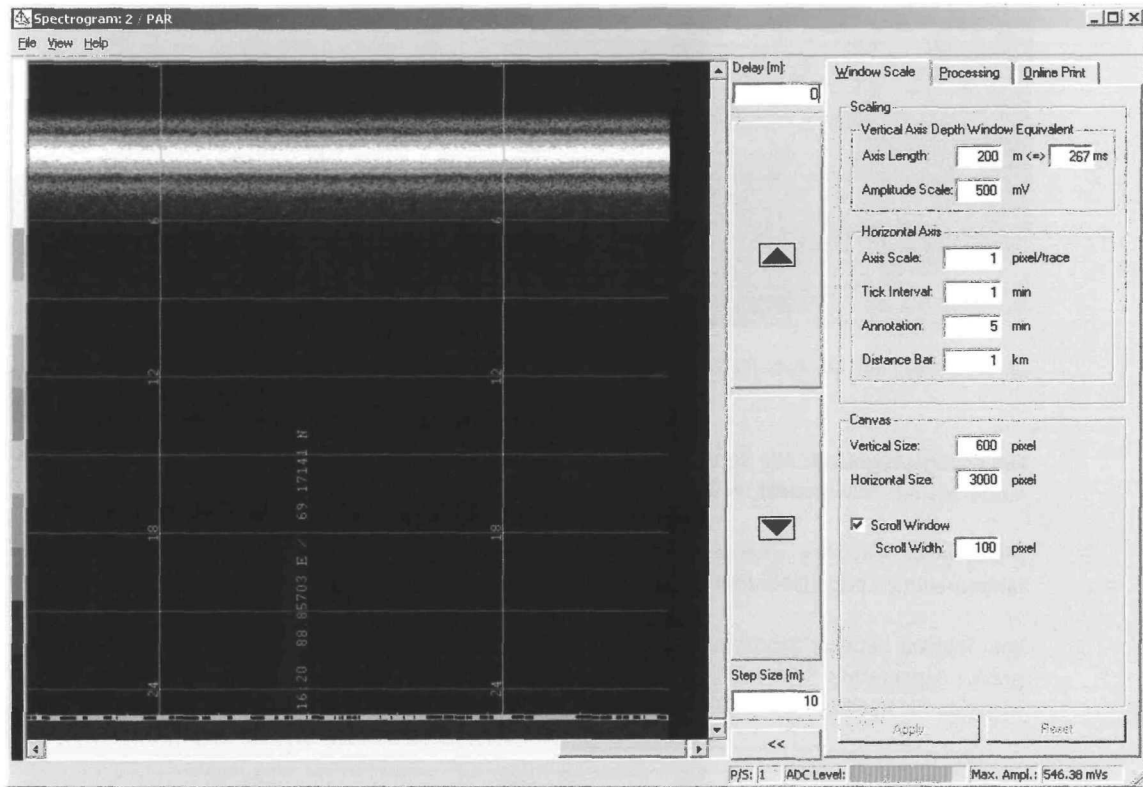 Spectrogram: 2 / PAR
File View Help
Delay [m]:
0
Window Scale
Processing
Online Print
Scaling
Vertical Axis Depth Window Equivalent
Axis Length: 200 m <=> 267 ms
Amplitude Scale: 500 mV
Horizontal Axis
Axis Scale: 1 pixel/trace
Tick Interval: 1 min
Annotation: 5 min
Distance Bar: 1 km
Canvas
Vertical Size: 600 pixel
Horizontal Size: 3000 pixel
Scroll Window
Scroll Width: 100 pixel
6 6
12 12
18 18
24 24
16:20 88 85703 E / 69 17141 N
Step Size [m]:
10
<<
Apply
Reset
P/S: 1 ADC Level: Max. Ampl.: 546.38 mVs